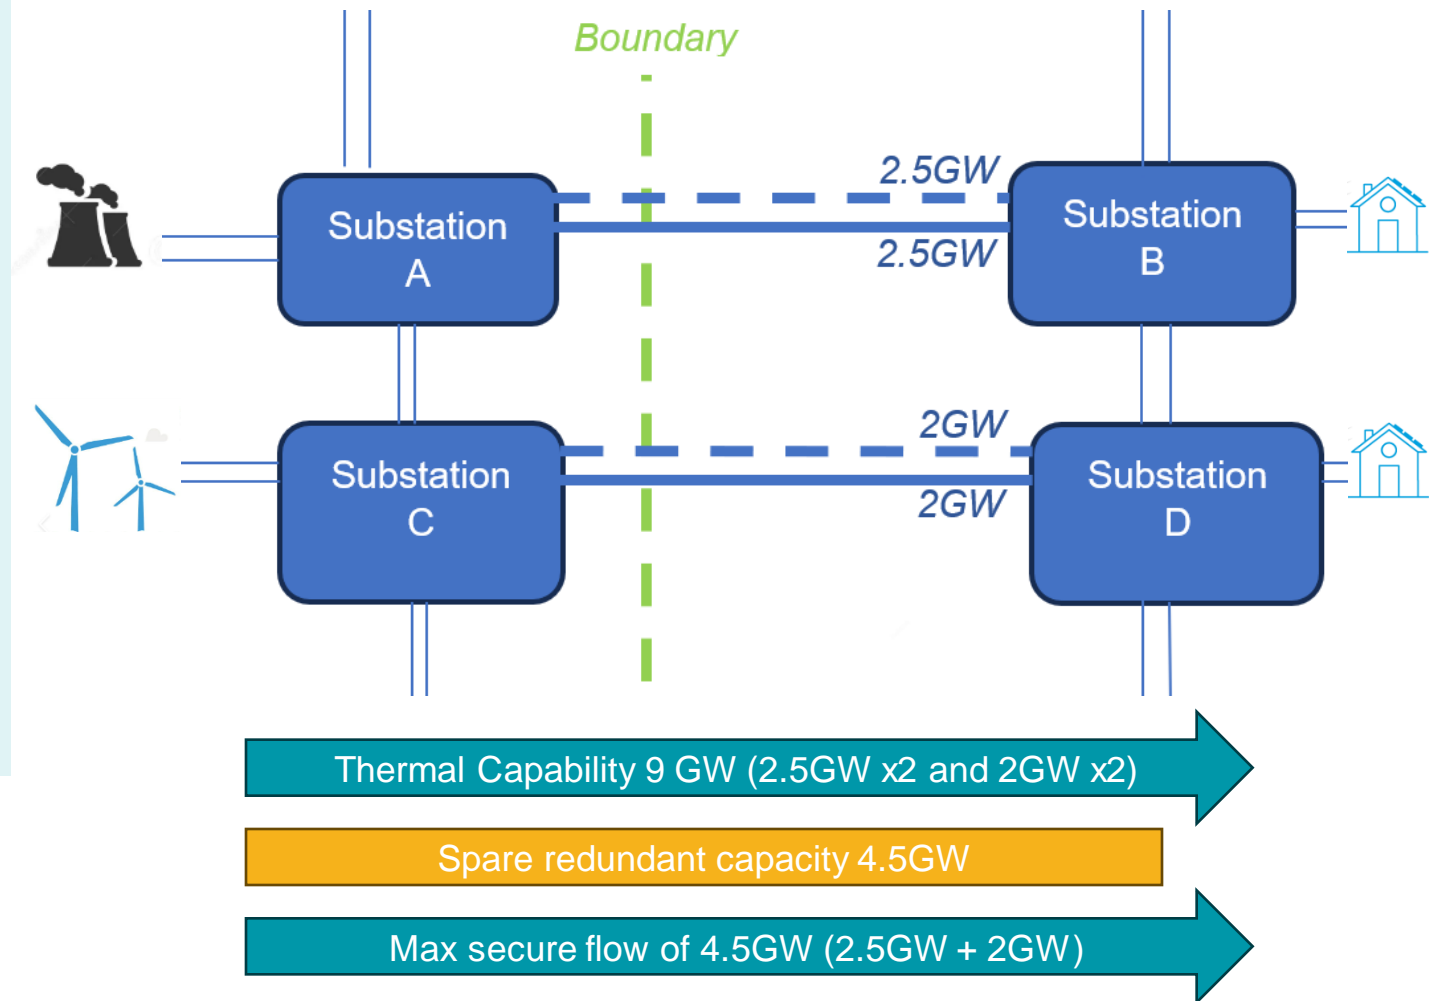 Boundary
2.5GW
Substation
A
2.5GW
Substation
B
2GW
Substation
C
2GW
Substation
D
Thermal Capability 9 GW (2.5GW x2 and 2GW x2)
Spare redundant capacity 4.5GW
Max secure flow of 4.5GW (2.5GW + 2GW)